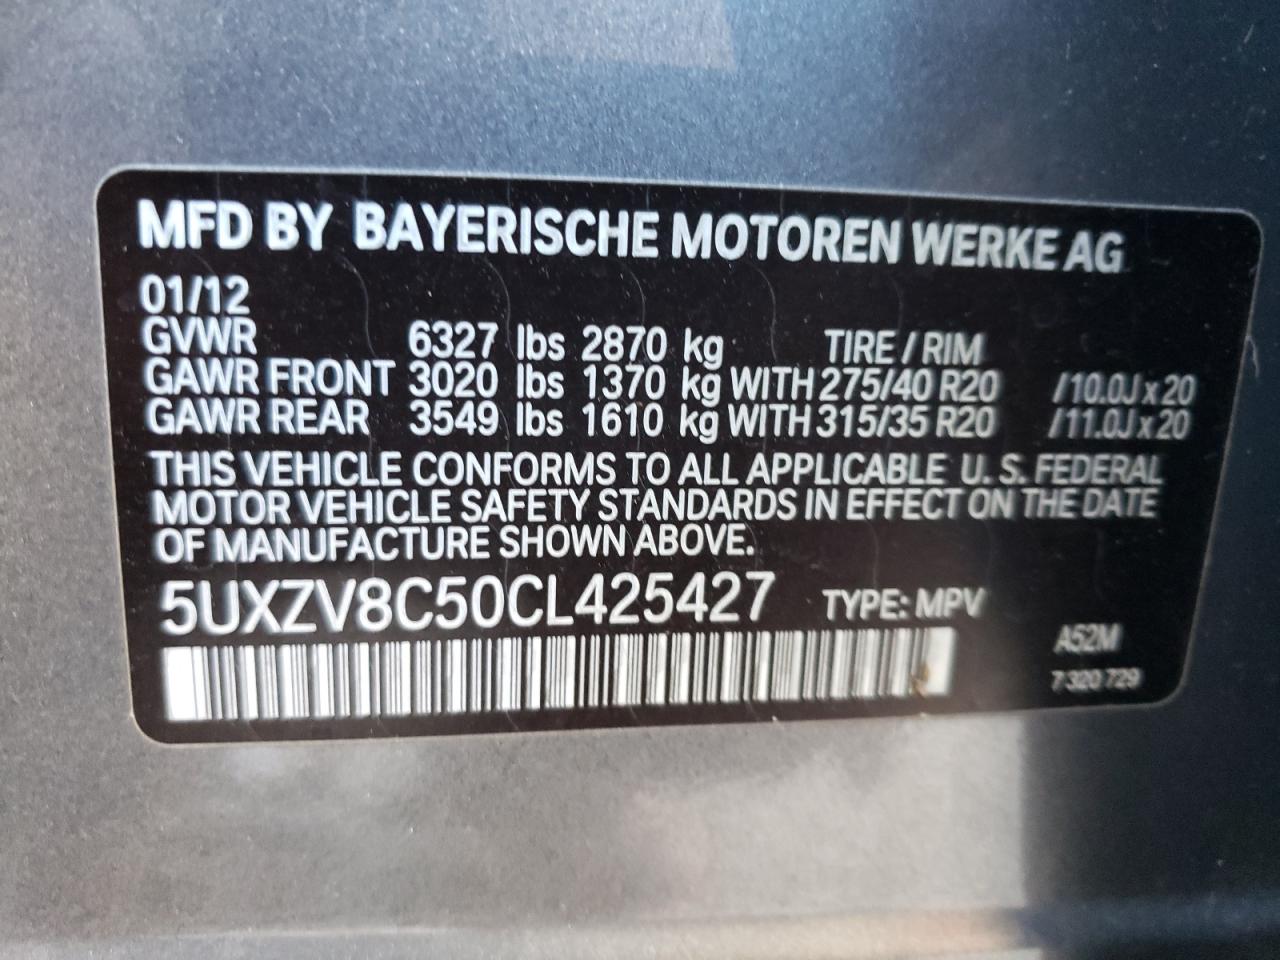 MFD BY BAYERISCHE MOTOREN WERKE AG
01/12
GVWR 6327 lbs 2870 kg TIRE / RIM
GAWR FRONT 3020 lbs 1370 kg WITH 275/40 R20 /10.0J x 20
GAWR REAR 3549 lbs 1610 kg WITH 315/35 R20 /11.0J x 20
THIS VEHICLE CONFORMS TO ALL APPLICABLE U. S. FEDERAL
MOTOR VEHICLE SAFETY STANDARDS IN EFFECT ON THE DATE
OF MANUFACTURE SHOWN ABOVE.
5UXZV8C50CL425427 TYPE: MPV
A52M
7 320 729